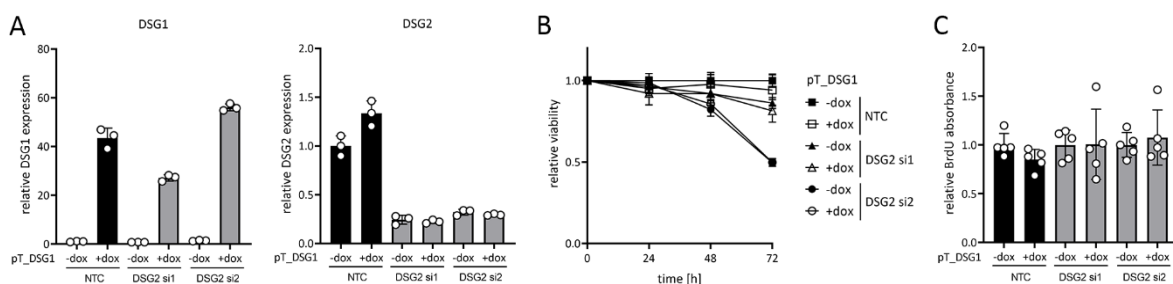 A
DSG1
relative DSG1 expression
80
60
40
20
0
pT_DSG1
-dox +dox -dox +dox -dox +dox
NTC DSG2 si1 DSG2 si2
DSG2
relative DSG2 expression
2.0
1.5
1.0
0.5
0.0
-dox +dox -dox +dox -dox +dox
NTC DSG2 si1 DSG2 si2
B
relative viability
1.0
0.5
0.0
0 24 48 72
time [h]
pT_DSG1
-dox
+dox
NTC
-dox
+dox
DSG2 si1
-dox
+dox
DSG2 si2
C
relative BrdU absorbance
2.0
1.5
1.0
0.5
0.0
pT_DSG1
-dox +dox -dox +dox -dox +dox
NTC DSG2 si1 DSG2 si2